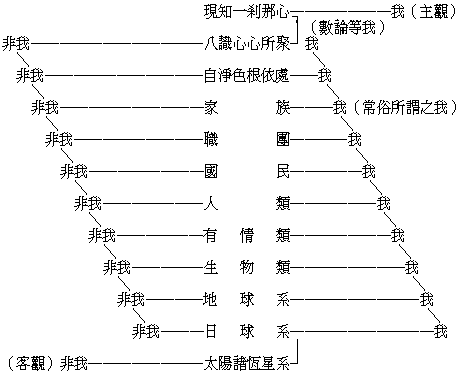 現知一剎那心 我（主觀）
（數論等我）
非我 八識心心所聚 我
非我 自淨色根依處 我
非我 家族 我（常俗所謂之我）
非我 職團 我
非我 國民 我
非我 人類 我
非我 有情類 我
非我 生物類 我
非我 地球系 我
非我 日球系 我
（客觀）非我 太陽諸恆星系